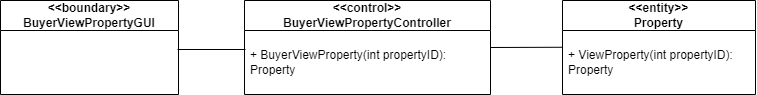 <<boundary>>
BuyerViewPropertyGUI
<<control>>
BuyerViewPropertyController
+ BuyerViewProperty(int propertyID):
Property
<<entity>>
Property
+ ViewProperty(int propertyID):
Property